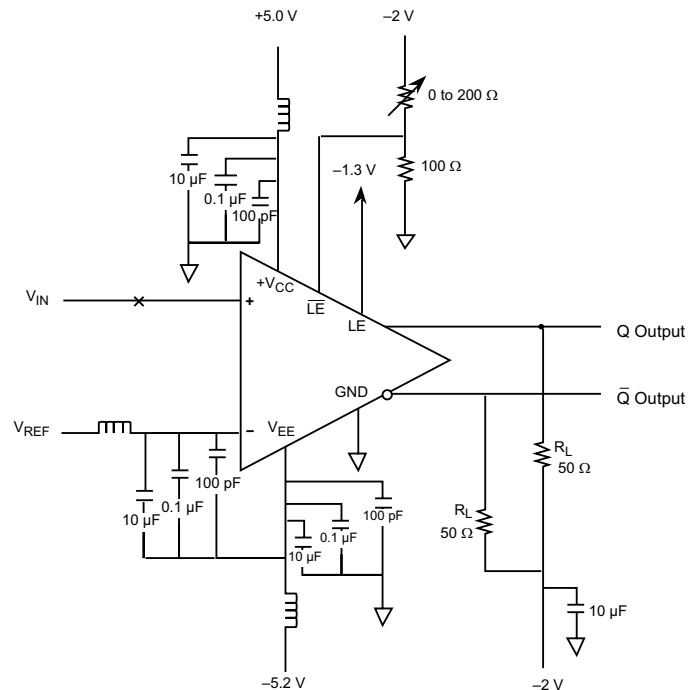 +5.0 V
–2 V
0 to 200 Ω
10 µF
0.1 µF
100 pF
–1.3 V
100 Ω
+VCC
L̅E̅
LE
VIN
+
Q Output
GND
Q̅ Output
VREF
–
VEE
RL
50 Ω
100 pF
0.1 µF
10 µF
100 pF
0.1 µF
10 µF
RL
50 Ω
10 µF
–5.2 V
–2 V